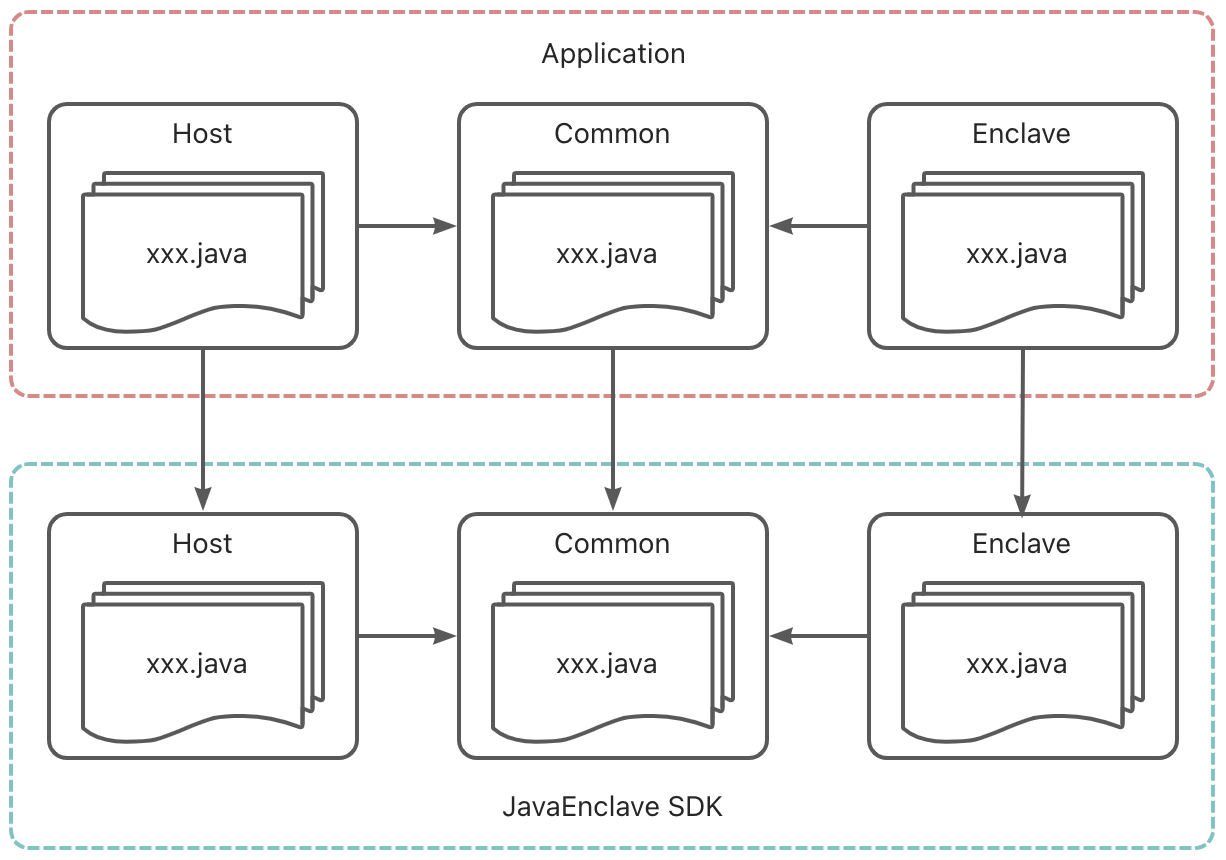 Application
Host
Common
Enclave
xxx.java
xxx.java
xxx.java
Host
Common
Enclave
xxx.java
xxx.java
xxx.java
JavaEnclave SDK